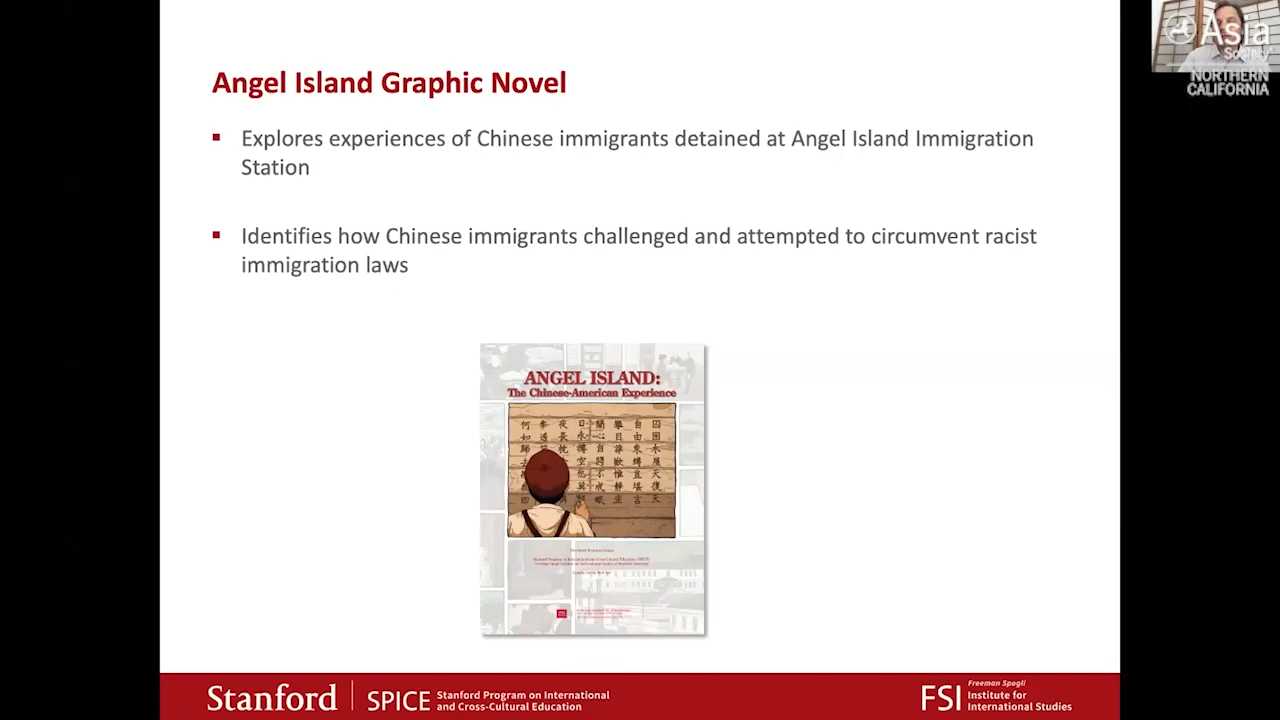 Angel Island Graphic Novel
Explores experiences of Chinese immigrants detained at Angel Island Immigration
Station
Identifies how Chinese immigrants challenged and attempted to circumvent racist
immigration laws
ANGEL ISLAND:
The Chinese-American Experience
Stanford
SPICE
Stanford Program on International
and Cross-Cultural Education
FSI
Freeman Spogli
Institute for
International Studies
Asia
Society
NORTHERN
CALIFORNIA